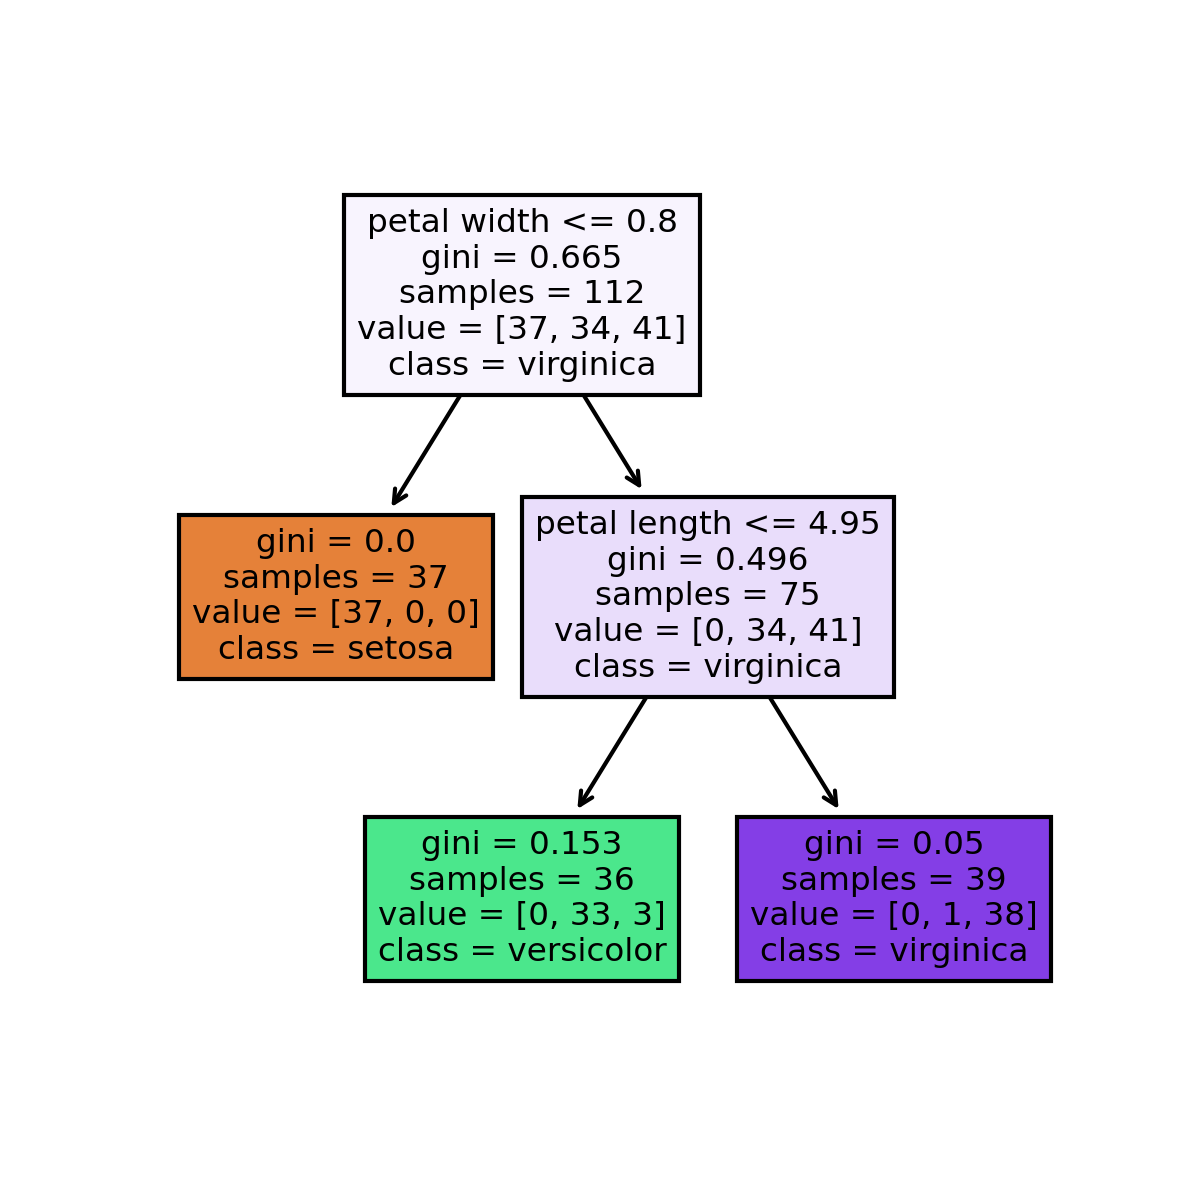 petal width <= 0.8
gini = 0.665
samples = 112
value = [37, 34, 41]
class = virginica
gini = 0.0
samples = 37
value = [37, 0, 0]
class = setosa
petal length <= 4.95
gini = 0.496
samples = 75
value = [0, 34, 41]
class = virginica
gini = 0.153
samples = 36
value = [0, 33, 3]
class = versicolor
gini = 0.05
samples = 39
value = [0, 1, 38]
class = virginica